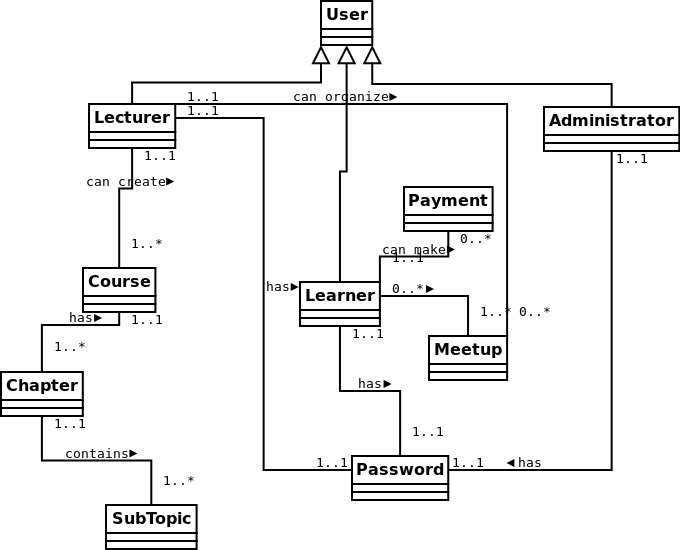 User
1..1
can organize
1..1
Lecturer
Administrator
1..1
1..1
can create
Payment
0..*
1..*
can make
1..1
Course
has
Learner
0..*
has
1..1
1..* 0..*
1..1
1..*
Meetup
Chapter
has
1..1
1..1
contains
1..1
Password
1..1
has
1..*
SubTopic